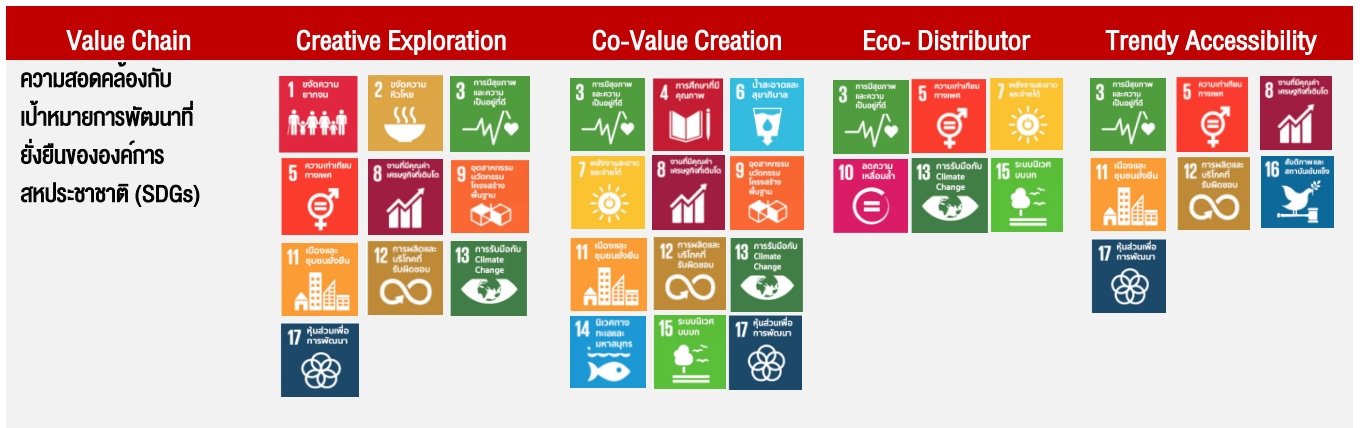 Value Chain
Creative Exploration
Co-Value Creation
Eco- Distributor
Trendy Accessibility
ความสอดคล้องกับ
เป้าหมายการพัฒนาที่
ยั่งยืนขององค์การ
สหประชาชาติ (SDGs)
1 ขจัดความ
ยากจน
2 ขจัดความ
หิวโหย
3 การมีสุขภาพ
และความ
เป็นอยู่ที่ดี
5 ความเท่าเทียม
ทางเพศ
8 งานที่มีคุณค่า
เศรษฐกิจที่เติบโต
9 อุตสาหกรรม
นวัตกรรม
โครงสร้าง
พื้นฐาน
11 เมืองและ
ชุมชนยั่งยืน
12 การผลิตและ
บริโภคที่
รับผิดชอบ
13 การรับมือกับ
Climate
Change
17 หุ้นส่วนเพื่อ
การพัฒนา
3 การมีสุขภาพ
และความ
เป็นอยู่ที่ดี
4 การศึกษาที่มี
คุณภาพ
6 น้ำสะอาดและ
สุขาภิบาล
7 พลังงานสะอาด
และจ่ายได้
8 งานที่มีคุณค่า
เศรษฐกิจที่เติบโต
9 อุตสาหกรรม
นวัตกรรม
โครงสร้าง
พื้นฐาน
11 เมืองและ
ชุมชนยั่งยืน
12 การผลิตและ
บริโภคที่
รับผิดชอบ
13 การรับมือกับ
Climate
Change
14 นิเวศทาง
ทะเลและ
มหาสมุทร
15 ระบบนิเวศ
บนบก
17 หุ้นส่วนเพื่อ
การพัฒนา
3 การมีสุขภาพ
และความ
เป็นอยู่ที่ดี
5 ความเท่าเทียม
ทางเพศ
7 พลังงานสะอาด
และจ่ายได้
10 ลดความ
เหลื่อมล้ำ
13 การรับมือกับ
Climate
Change
15 ระบบนิเวศ
บนบก
3 การมีสุขภาพ
และความ
เป็นอยู่ที่ดี
5 ความเท่าเทียม
ทางเพศ
8 งานที่มีคุณค่า
เศรษฐกิจที่เติบโต
11 เมืองและ
ชุมชนยั่งยืน
12 การผลิตและ
บริโภคที่
รับผิดชอบ
16 สันติภาพและ
สถาบันเข้มแข็ง
17 หุ้นส่วนเพื่อ
การพัฒนา